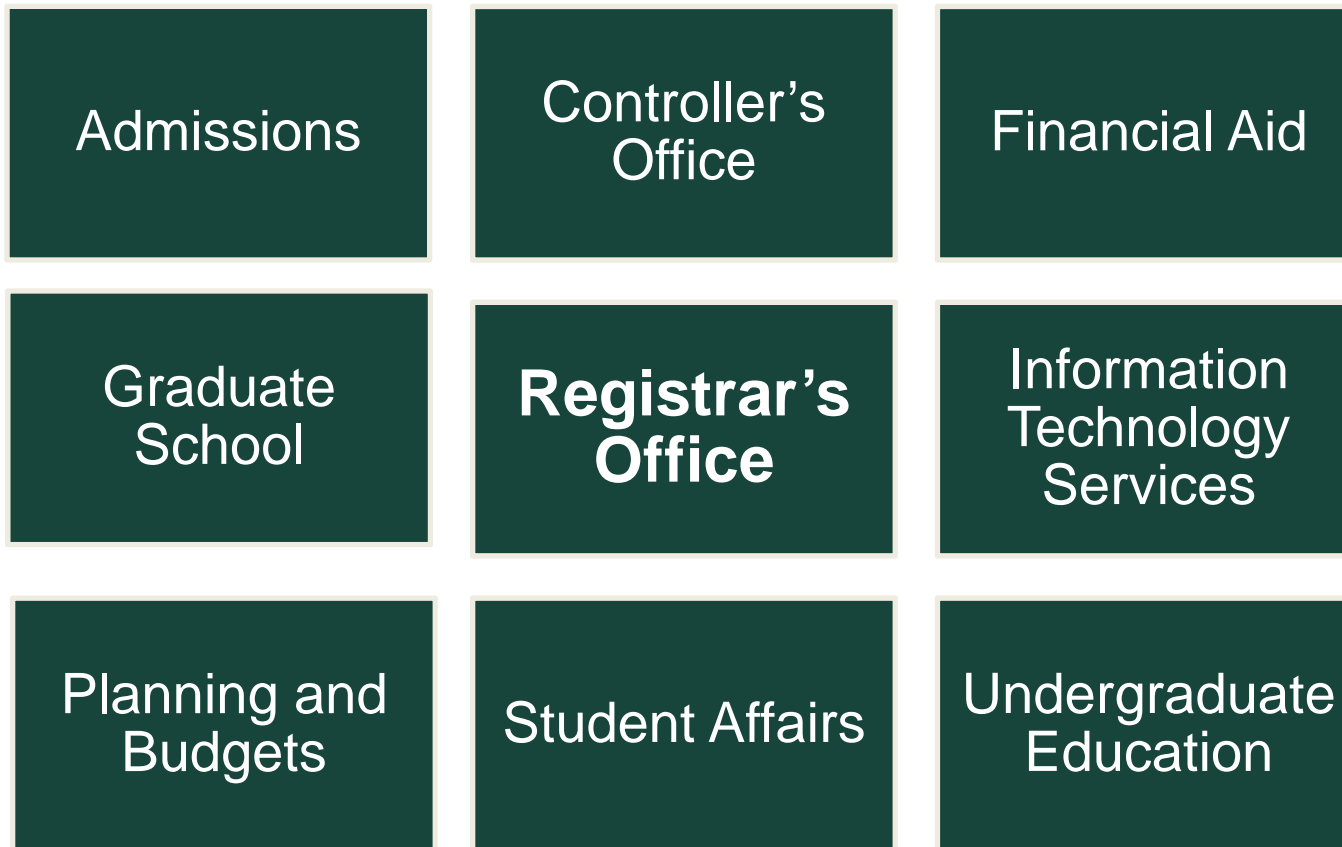 Admissions
Controller’s
Office
Financial Aid
Graduate
School
Registrar’s
Office
Information
Technology
Services
Planning and
Budgets
Student Affairs
Undergraduate
Education